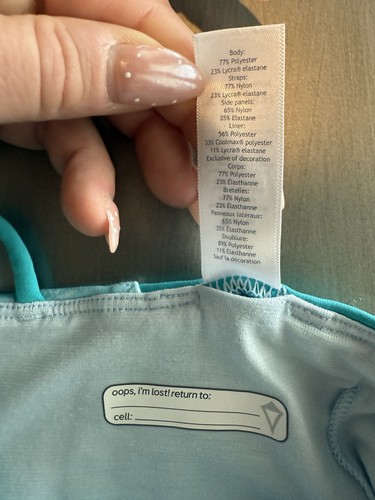 Body:
77% Polyester
23% Lycra® elastane
Straps:
77% Nylon
23% Lycra® elastane
Side panels:
65% Nylon
35% Elastane
Liner:
56% Polyester
33% Coolmax® polyester
11% Lycra® elastane
Exclusive of decoration
Corps:
77% Polyester
23% Élasthanne
Bretelles:
77% Nylon
23% Élasthanne
Panneaux latéraux:
65% Nylon
35% Élasthanne
Doublure:
89% Polyester
11% Élasthanne
Sauf la décoration
oops, i'm lost! return to:
cell: